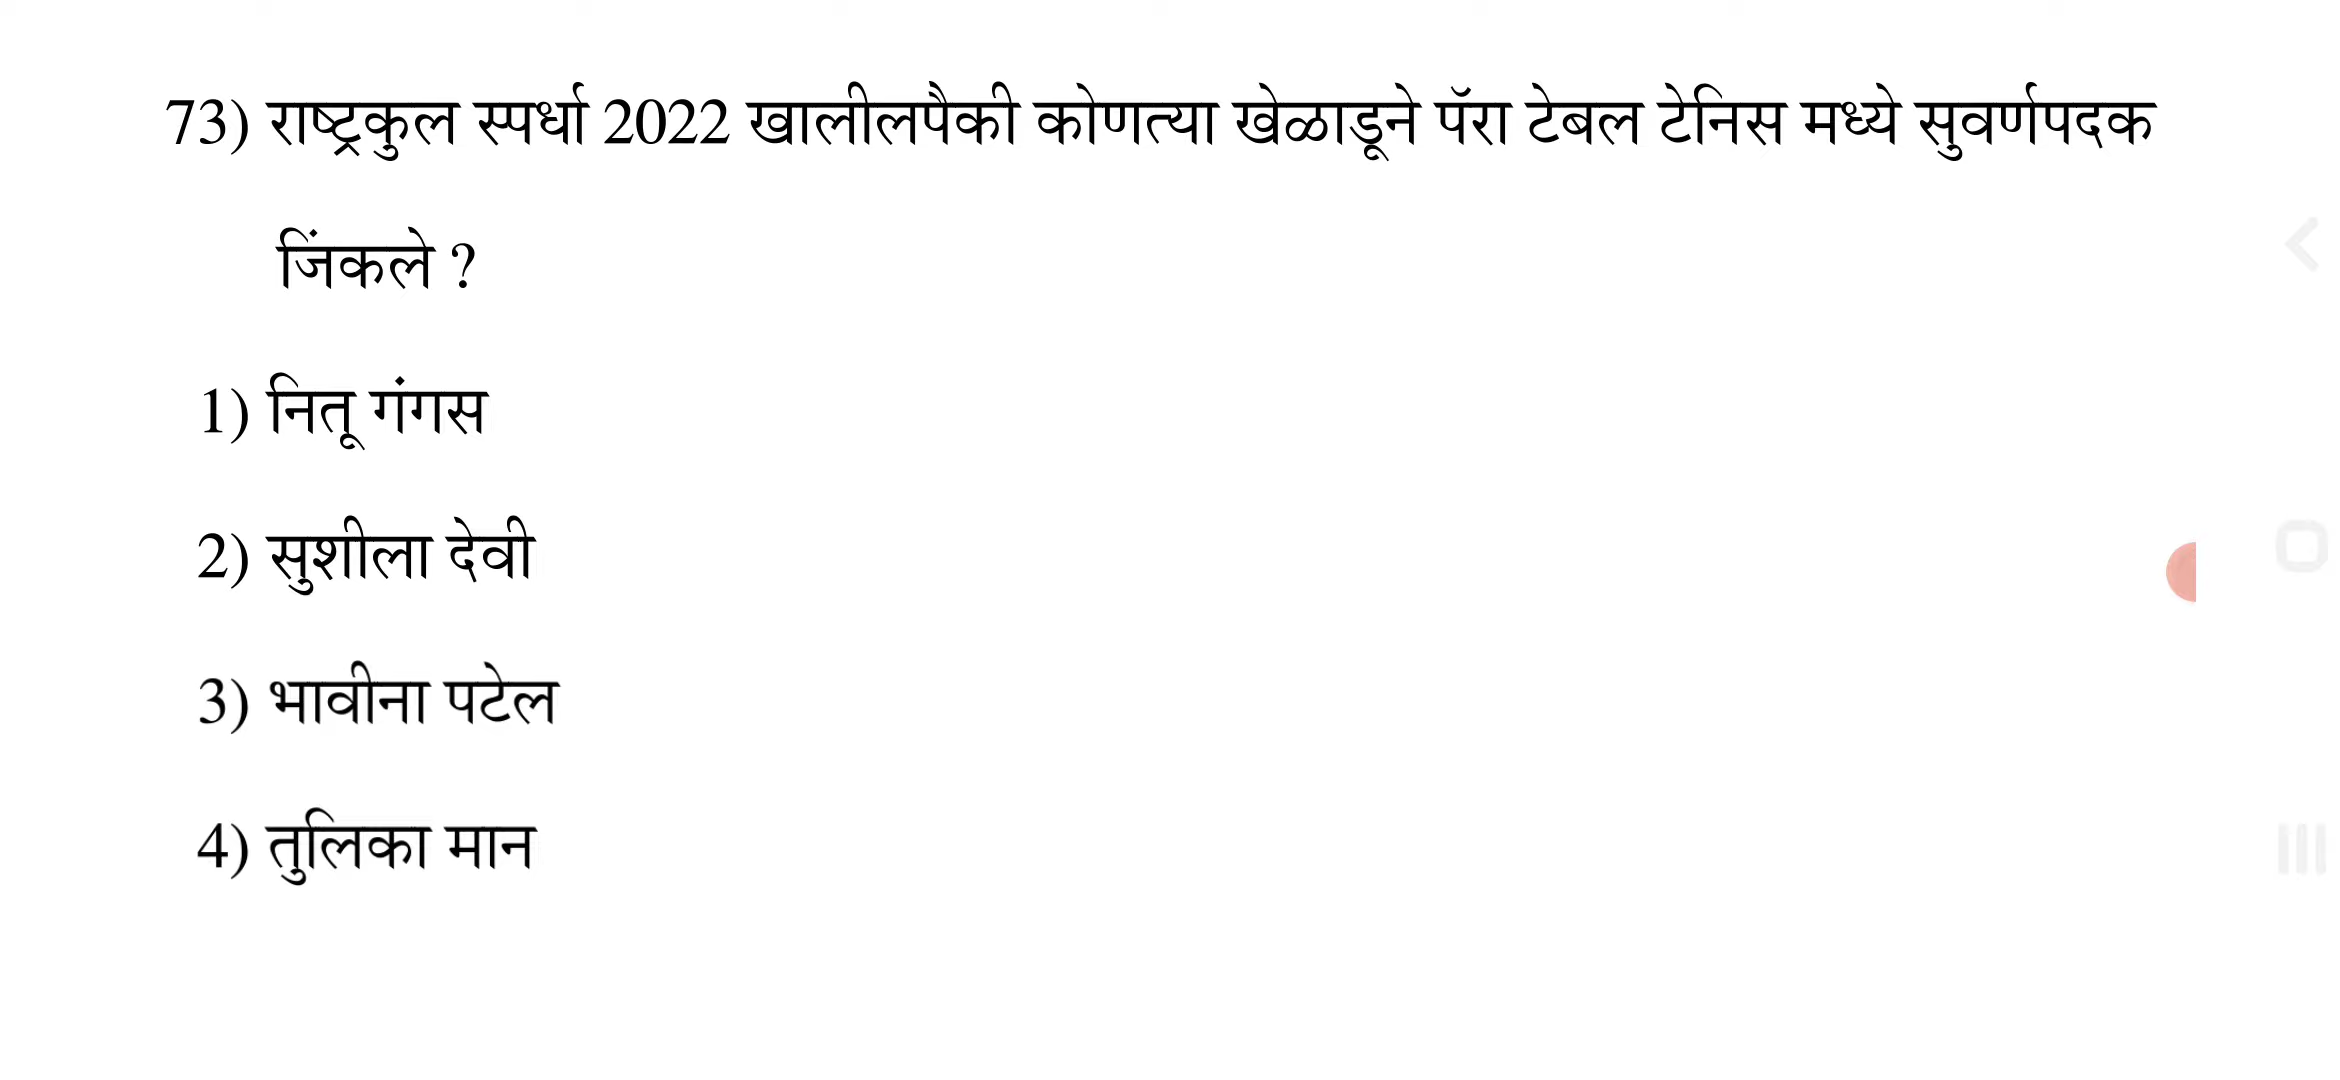 73) राष्ट्रकुल स्पर्धा 2022 खालीलपैकी कोणत्या खेळाडूने पॅरा टेबल टेनिस मध्ये सुवर्णपदक
जिंकले ?
1) नितू गंगस
2) सुशीला देवी
3) भावीना पटेल
4) तुलिका मान